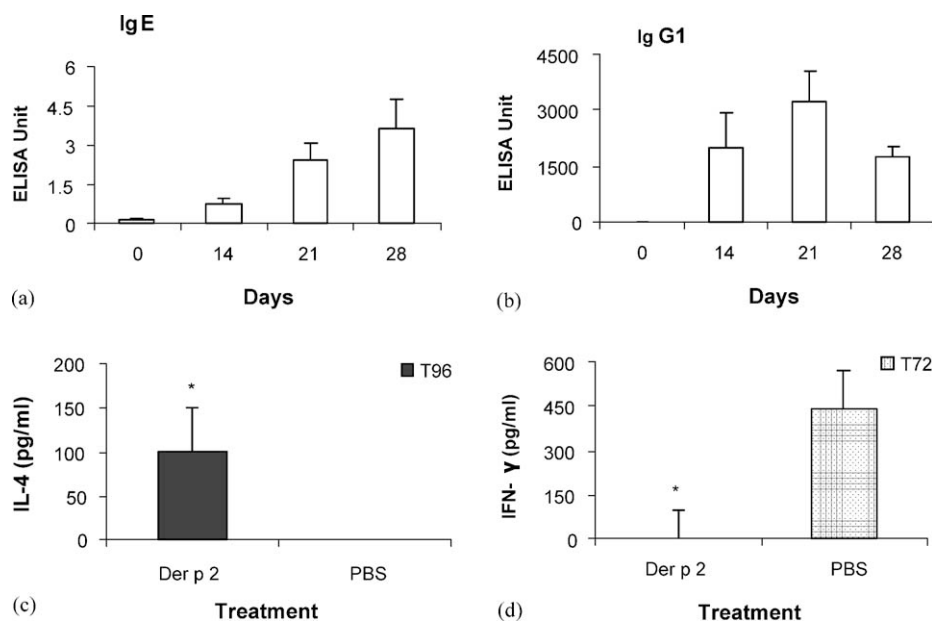 Ig E
ELISA Unit
6
4.5
3
1.5
0
0 14 21 28
Days
(a)
Ig G1
ELISA Unit
4500
3000
1500
0
0 14 21 28
Days
(b)
IL-4 (pg/ml)
200
150
100
50
0
*
T96
Der p 2 PBS
Treatment
(c)
IFN- γ (pg/ml)
600
450
300
150
0
*
T72
Der p 2 PBS
Treatment
(d)